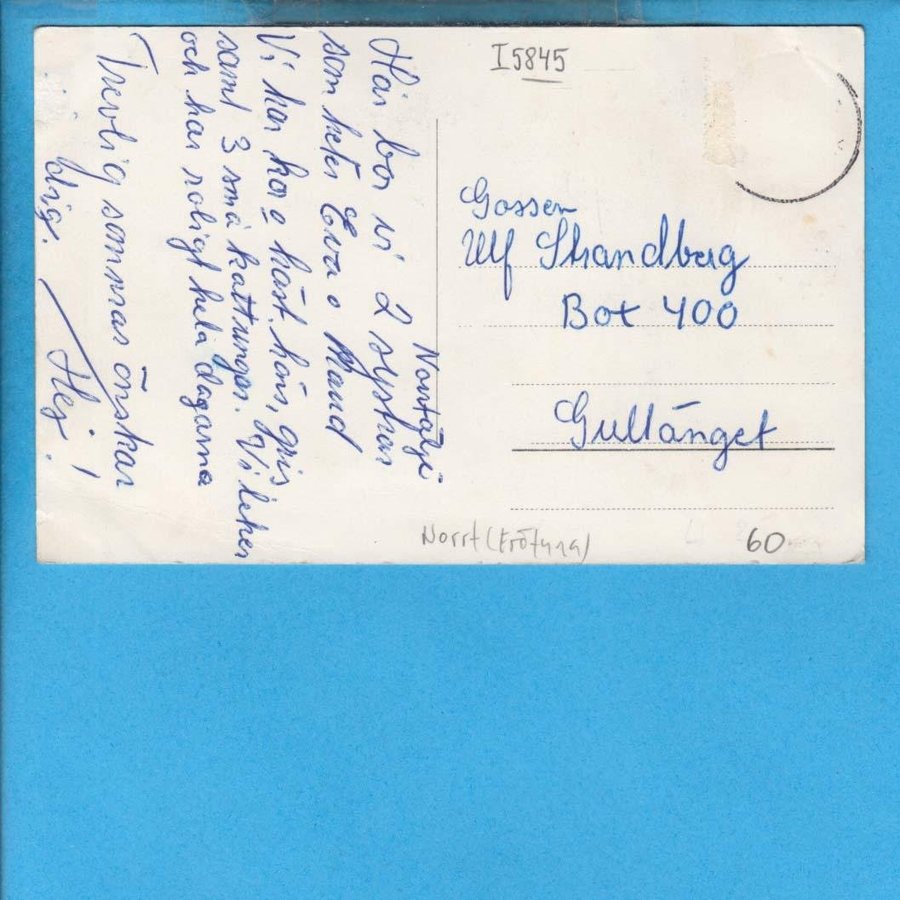 I5845
Norrtälje
Här bor vi 2 systrar
som heter Eva o Maud
Vi har kor o häst, höns, gris
samt 3 små kattungar. Vi leker
och har roligt hela dagarna
Trevlig sommar önskar
Hej!
Gossen
Ulf Strandberg
Box 400
Gullänget
Norrt (Frötuna)
60